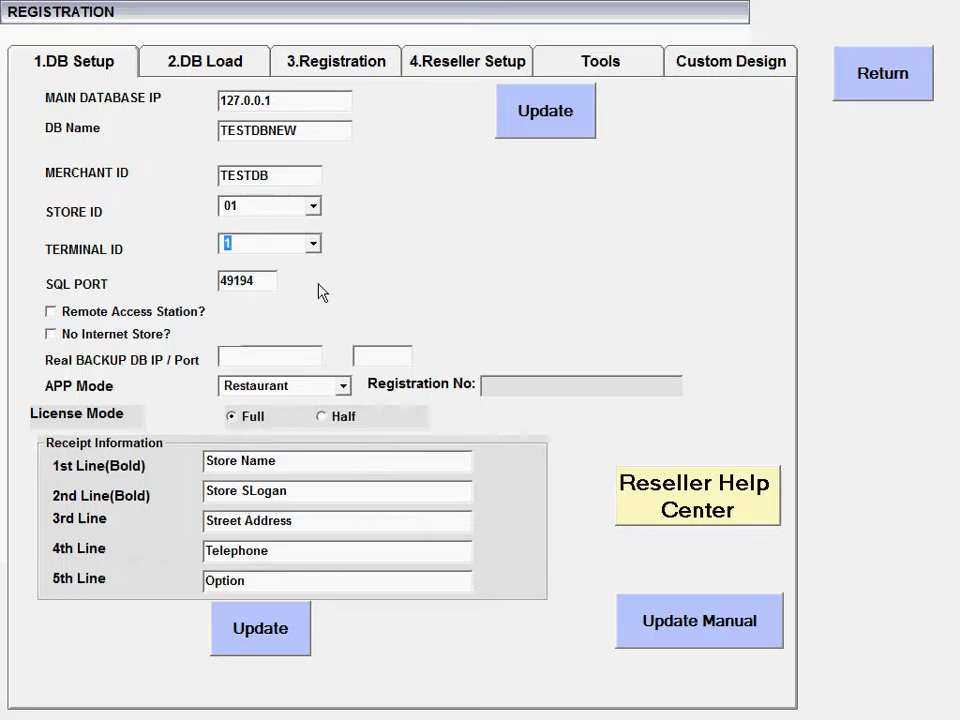 REGISTRATION
1.DB Setup
2.DB Load
3.Registration
4.Reseller Setup
Tools
Custom Design
Return
MAIN DATABASE IP
127.0.0.1
Update
DB Name
TESTDBNEW
MERCHANT ID
TESTDB
STORE ID
01
TERMINAL ID
1
SQL PORT
49194
Remote Access Station?
No Internet Store?
Real BACKUP DB IP / Port
APP Mode
Restaurant
Registration No:
License Mode
Full
Half
Receipt Information
1st Line(Bold)
Store Name
2nd Line(Bold)
Store SLogan
3rd Line
Street Address
4th Line
Telephone
5th Line
Option
Reseller Help
Center
Update
Update Manual